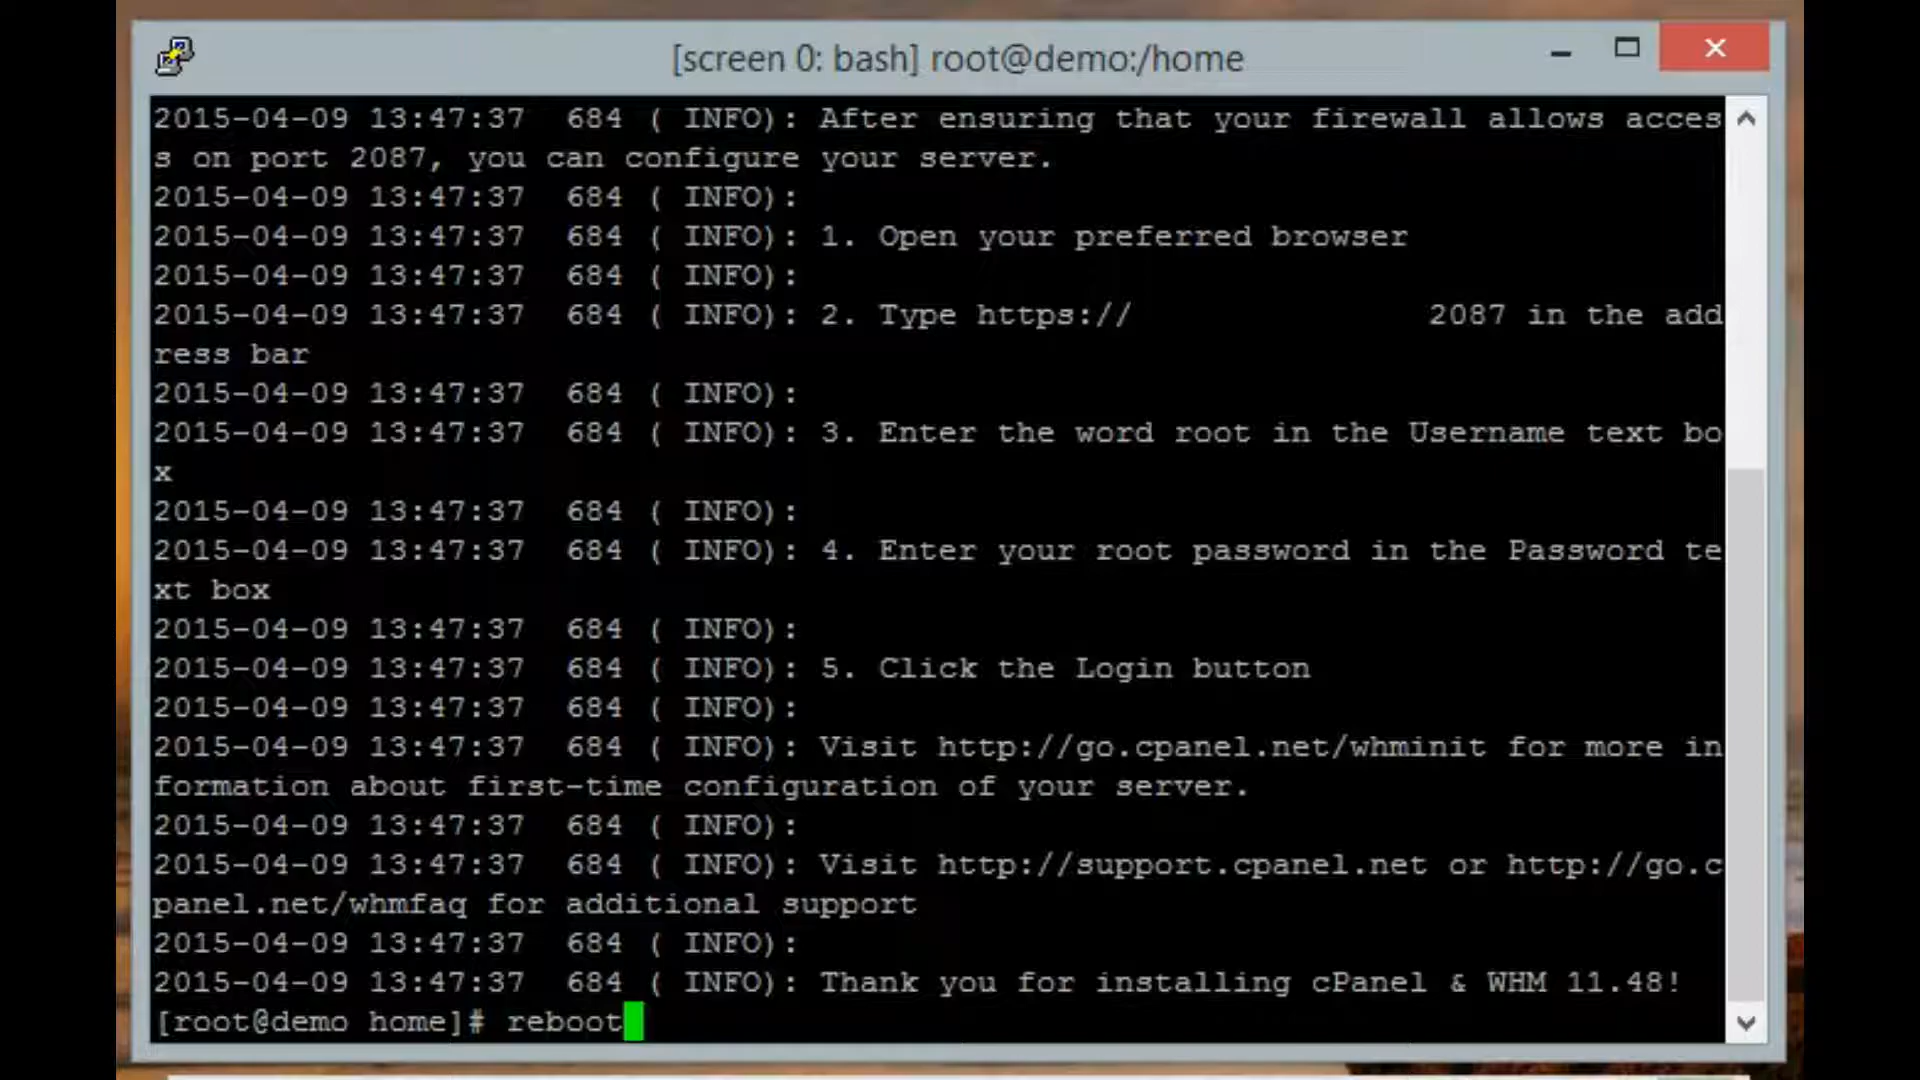 [screen 0: bash] root@demo:/home
2015-04-09 13:47:37  684 ( INFO): After ensuring that your firewall allows acces
s on port 2087, you can configure your server.
2015-04-09 13:47:37  684 ( INFO):
2015-04-09 13:47:37  684 ( INFO): 1. Open your preferred browser
2015-04-09 13:47:37  684 ( INFO):
2015-04-09 13:47:37  684 ( INFO): 2. Type https://               2087 in the add
ress bar
2015-04-09 13:47:37  684 ( INFO):
2015-04-09 13:47:37  684 ( INFO): 3. Enter the word root in the Username text bo
x
2015-04-09 13:47:37  684 ( INFO):
2015-04-09 13:47:37  684 ( INFO): 4. Enter your root password in the Password te
xt box
2015-04-09 13:47:37  684 ( INFO):
2015-04-09 13:47:37  684 ( INFO): 5. Click the Login button
2015-04-09 13:47:37  684 ( INFO):
2015-04-09 13:47:37  684 ( INFO): Visit http://go.cpanel.net/whminit for more in
formation about first-time configuration of your server.
2015-04-09 13:47:37  684 ( INFO):
2015-04-09 13:47:37  684 ( INFO): Visit http://support.cpanel.net or http://go.c
panel.net/whmfaq for additional support
2015-04-09 13:47:37  684 ( INFO):
2015-04-09 13:47:37  684 ( INFO): Thank you for installing cPanel & WHM 11.48!
[root@demo home]# reboot